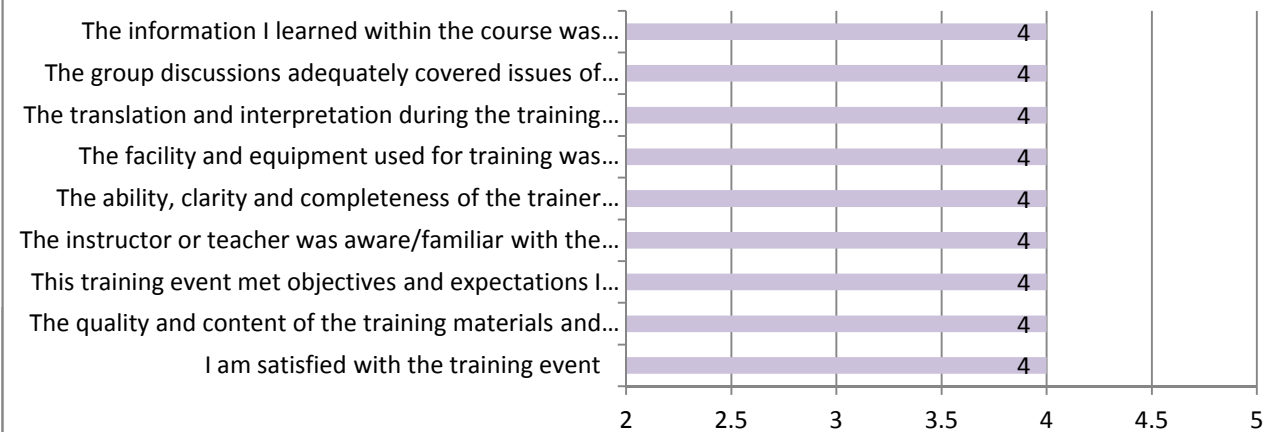 The information I learned within the course was... 4
The group discussions adequately covered issues of... 4
The translation and interpretation during the training... 4
The facility and equipment used for training was... 4
The ability, clarity and completeness of the trainer... 4
The instructor or teacher was aware/familiar with the... 4
This training event met objectives and expectations I... 4
The quality and content of the training materials and... 4
I am satisfied with the training event 4
2 2.5 3 3.5 4 4.5 5